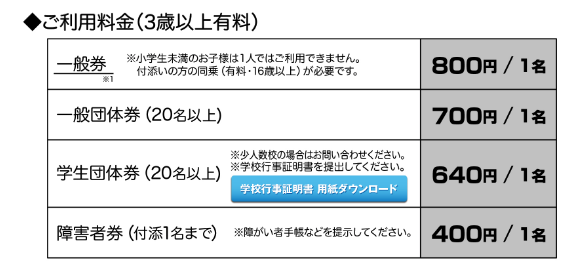 ◆ご利用料金(3歳以上有料)
一般券 ※小学生未満のお子様は1人ではご利用できません。
※1 付添いの方の同乗(有料・16歳以上)が必要です。
800円 / 1名
一般団体券(20名以上)
700円 / 1名
学生団体券(20名以上) ※少人数校の場合はお問い合わせください。
※学校行事証明書を提出してください。
学校行事証明書 用紙ダウンロード
640円 / 1名
障害者券(付添1名まで) ※障がい者手帳などを提示してください。
400円 / 1名